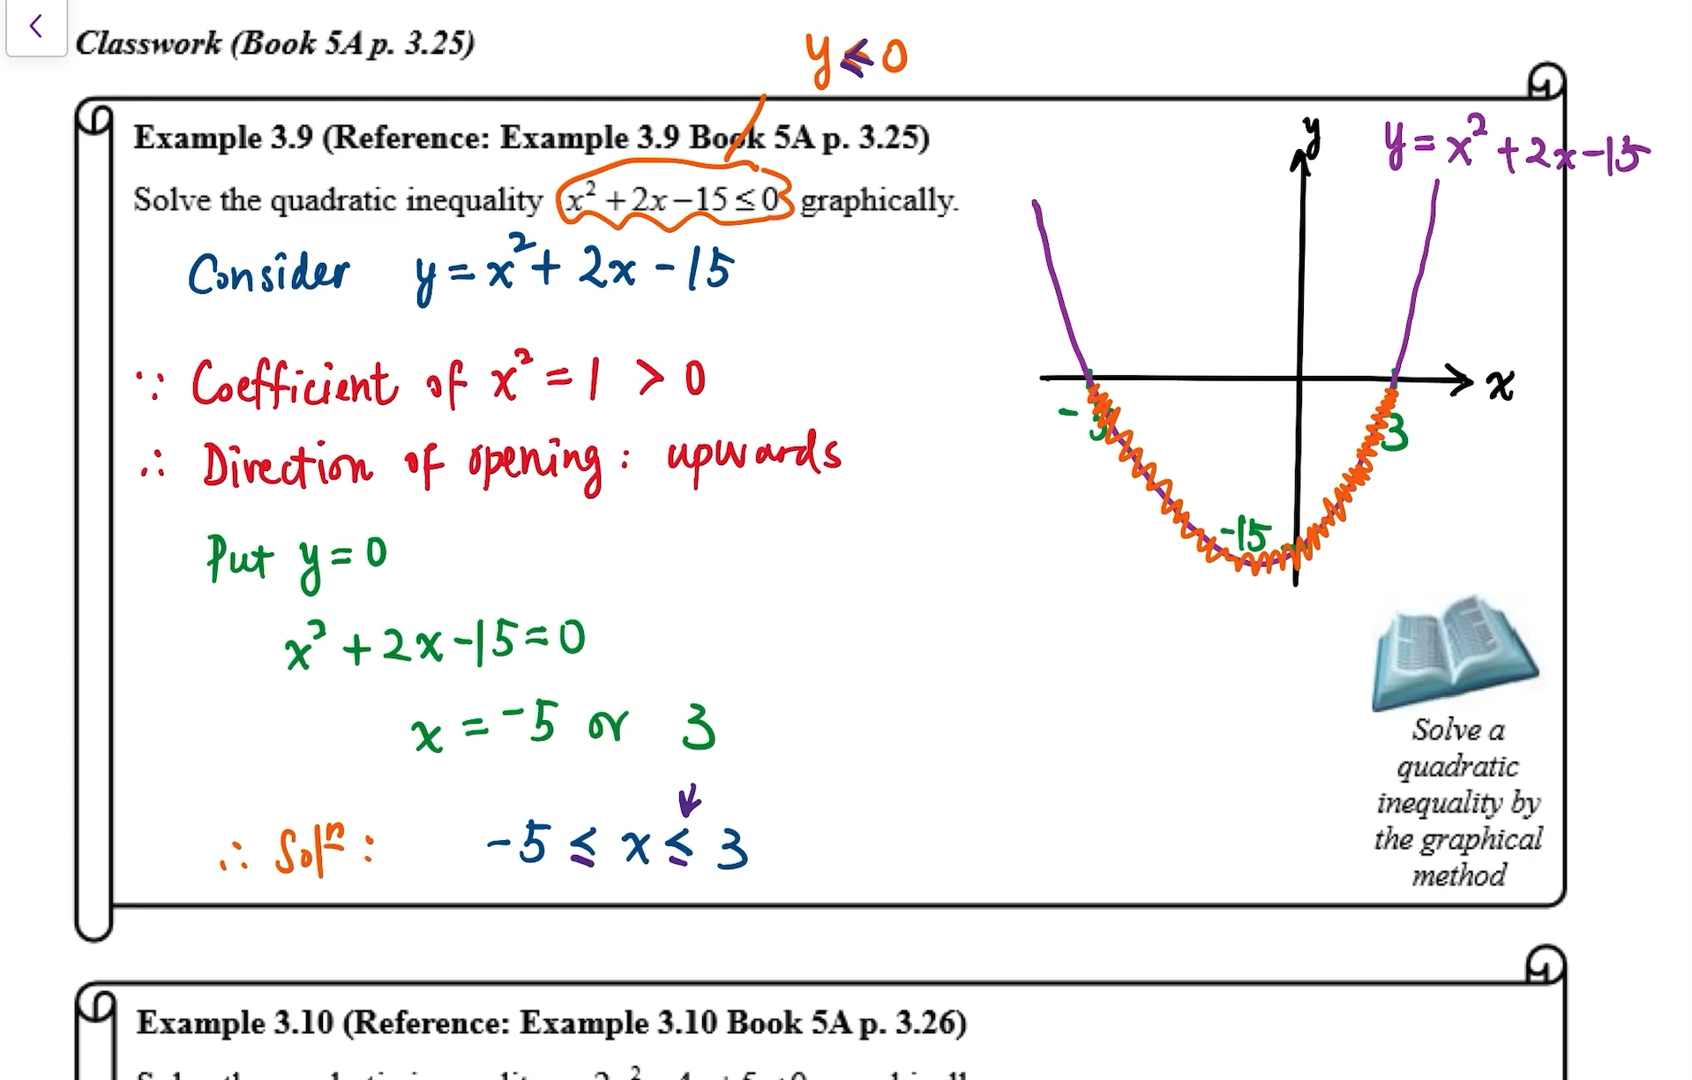 Classwork (Book 5A p. 3.25)
y ≤ 0
Example 3.9 (Reference: Example 3.9 Book 5A p. 3.25)
Solve the quadratic inequality x² + 2x − 15 ≤ 0 graphically.
Consider y = x² + 2x − 15
∵ Coefficient of x² = 1 > 0
∴ Direction of opening : upwards
Put y = 0
x² + 2x − 15 = 0
x = −5 or 3
∴ Solⁿ : −5 ≤ x ≤ 3
y
y = x² + 2x − 15
x
−5
3
−15
Solve a
quadratic
inequality by
the graphical
method
Example 3.10 (Reference: Example 3.10 Book 5A p. 3.26)